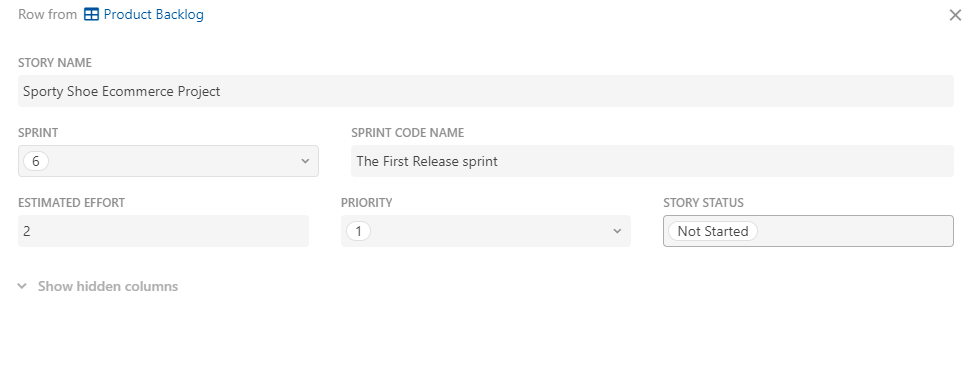 Row from Product Backlog
STORY NAME
Sporty Shoe Ecommerce Project
SPRINT SPRINT CODE NAME
6 The First Release sprint
ESTIMATED EFFORT PRIORITY STORY STATUS
2 1 Not Started
Show hidden columns